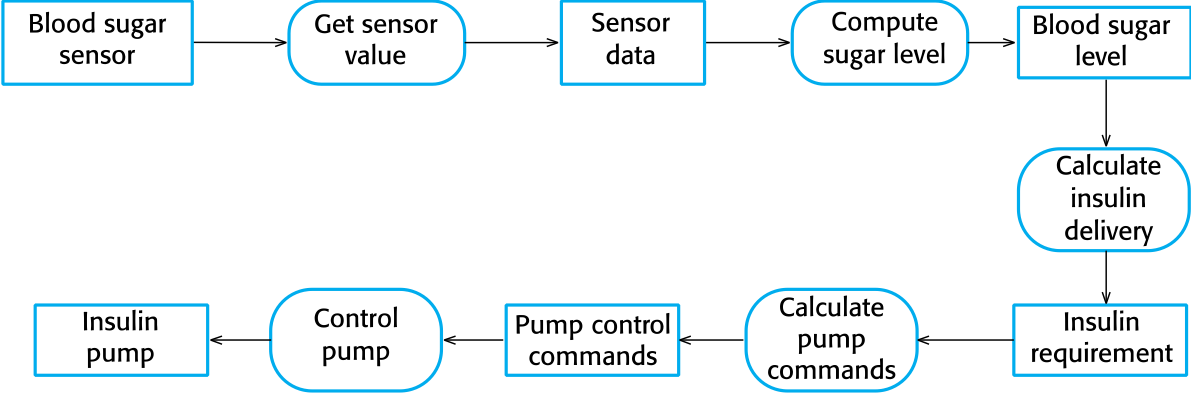 Blood sugar
sensor
Get sensor
value
Sensor
data
Compute
sugar level
Blood sugar
level
Calculate
insulin
delivery
Insulin
requirement
Calculate
pump
commands
Pump control
commands
Control
pump
Insulin
pump